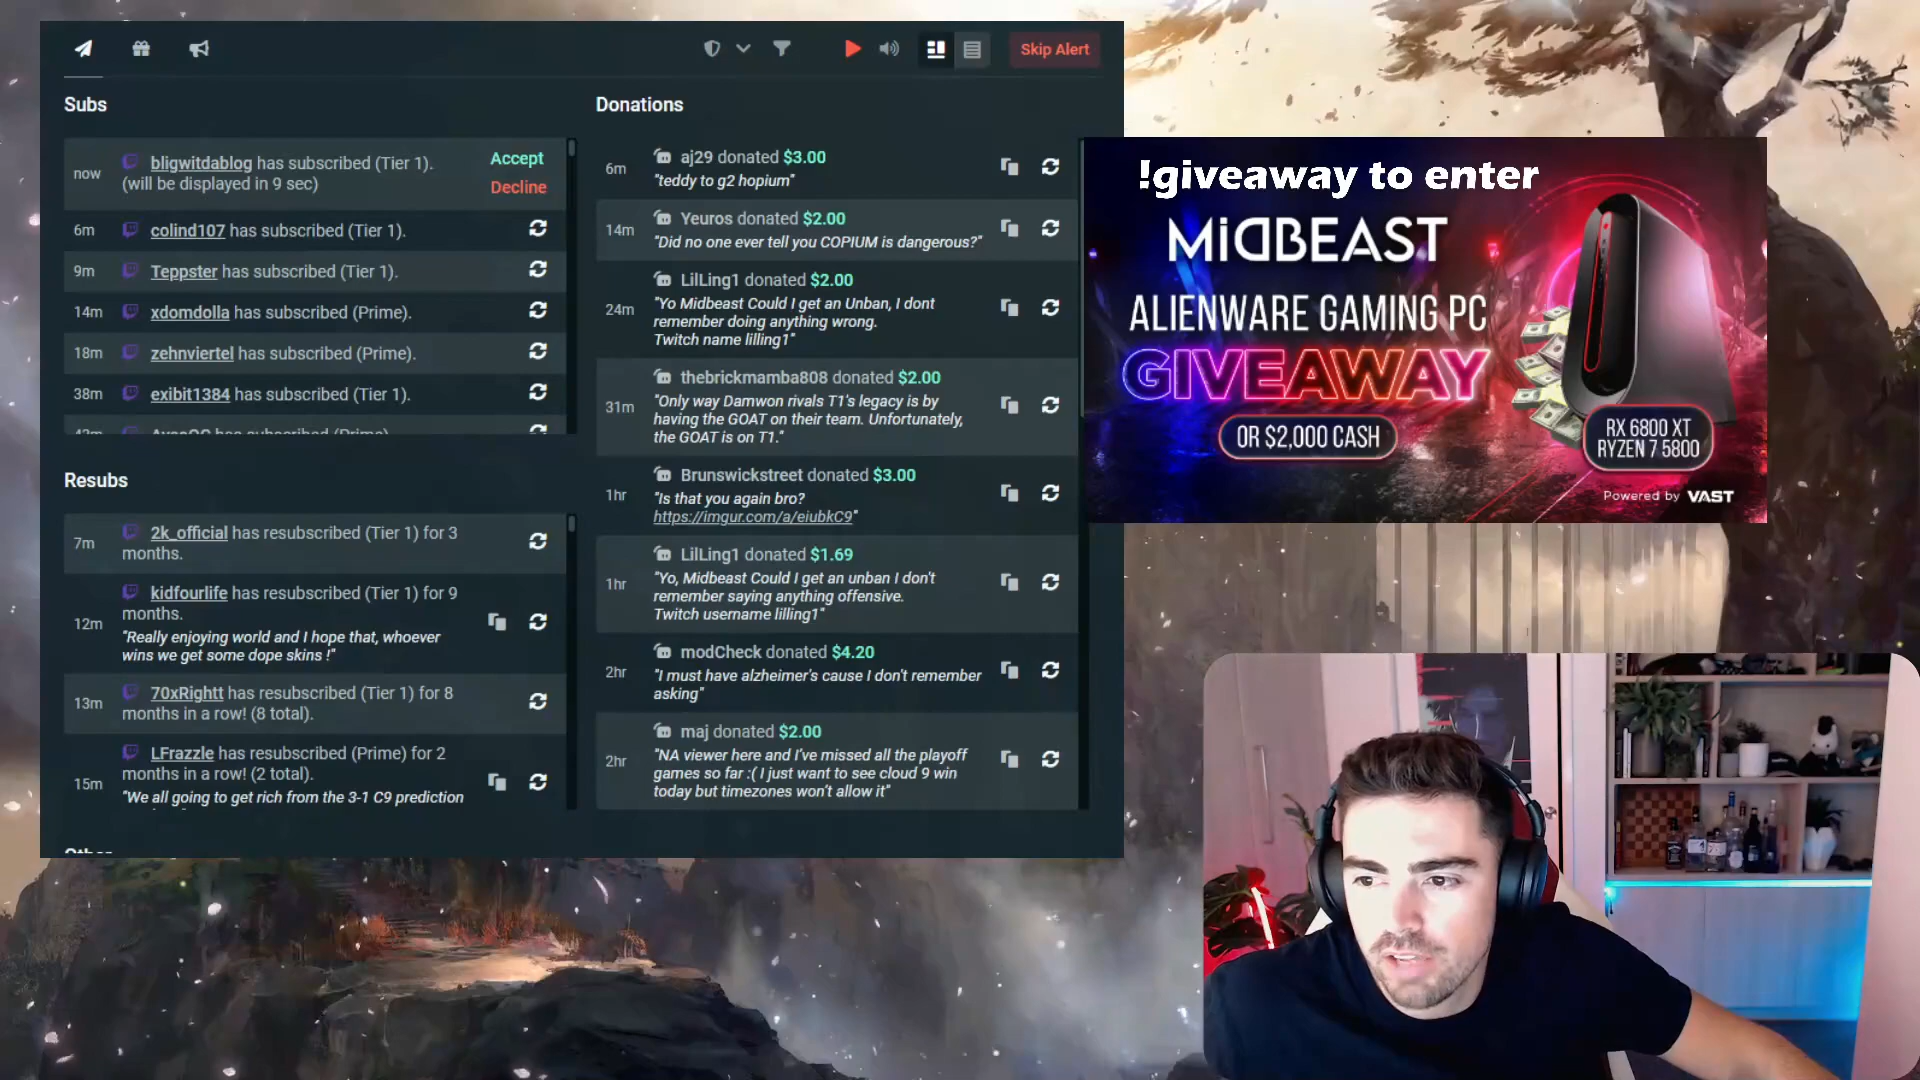 Skip Alert
Subs
now
bligwitdablog has subscribed (Tier 1).
(will be displayed in 9 sec)
Accept
Decline
6m
colind107 has subscribed (Tier 1).
9m
Teppster has subscribed (Tier 1).
14m
xdomdolla has subscribed (Prime).
18m
zehnviertel has subscribed (Prime).
38m
exibit1384 has subscribed (Tier 1).
has subscribed (Prime).
Resubs
7m
2k_official has resubscribed (Tier 1) for 3
months.
12m
kidfourlife has resubscribed (Tier 1) for 9
months.
"Really enjoying world and I hope that, whoever
wins we get some dope skins !"
13m
70xRightt has resubscribed (Tier 1) for 8
months in a row! (8 total).
15m
LFrazzle has resubscribed (Prime) for 2
months in a row! (2 total).
"We all going to get rich from the 3-1 C9 prediction
Other
Donations
6m
aj29 donated $3.00
"teddy to g2 hopium"
14m
Yeuros donated $2.00
"Did no one ever tell you COPIUM is dangerous?"
24m
LilLing1 donated $2.00
"Yo Midbeast Could I get an Unban, I dont
remember doing anything wrong.
Twitch name lilling1"
31m
thebrickmamba808 donated $2.00
"Only way Damwon rivals T1's legacy is by
having the GOAT on their team. Unfortunately,
the GOAT is on T1."
1hr
Brunswickstreet donated $3.00
"Is that you again bro?
https://imgur.com/a/eiubkC9"
1hr
LilLing1 donated $1.69
"Yo, Midbeast Could I get an unban I don't
remember saying anything offensive.
Twitch username lilling1"
2hr
modCheck donated $4.20
"I must have alzheimer's cause I don't remember
asking"
2hr
maj donated $2.00
"NA viewer here and I've missed all the playoff
games so far :( I just want to see cloud 9 win
today but timezones won't allow it"
!giveaway to enter
MIDBEAST
ALIENWARE GAMING PC
GIVEAWAY
OR $2,000 CASH
RX 6800 XT
RYZEN 7 5800
Powered by VAST